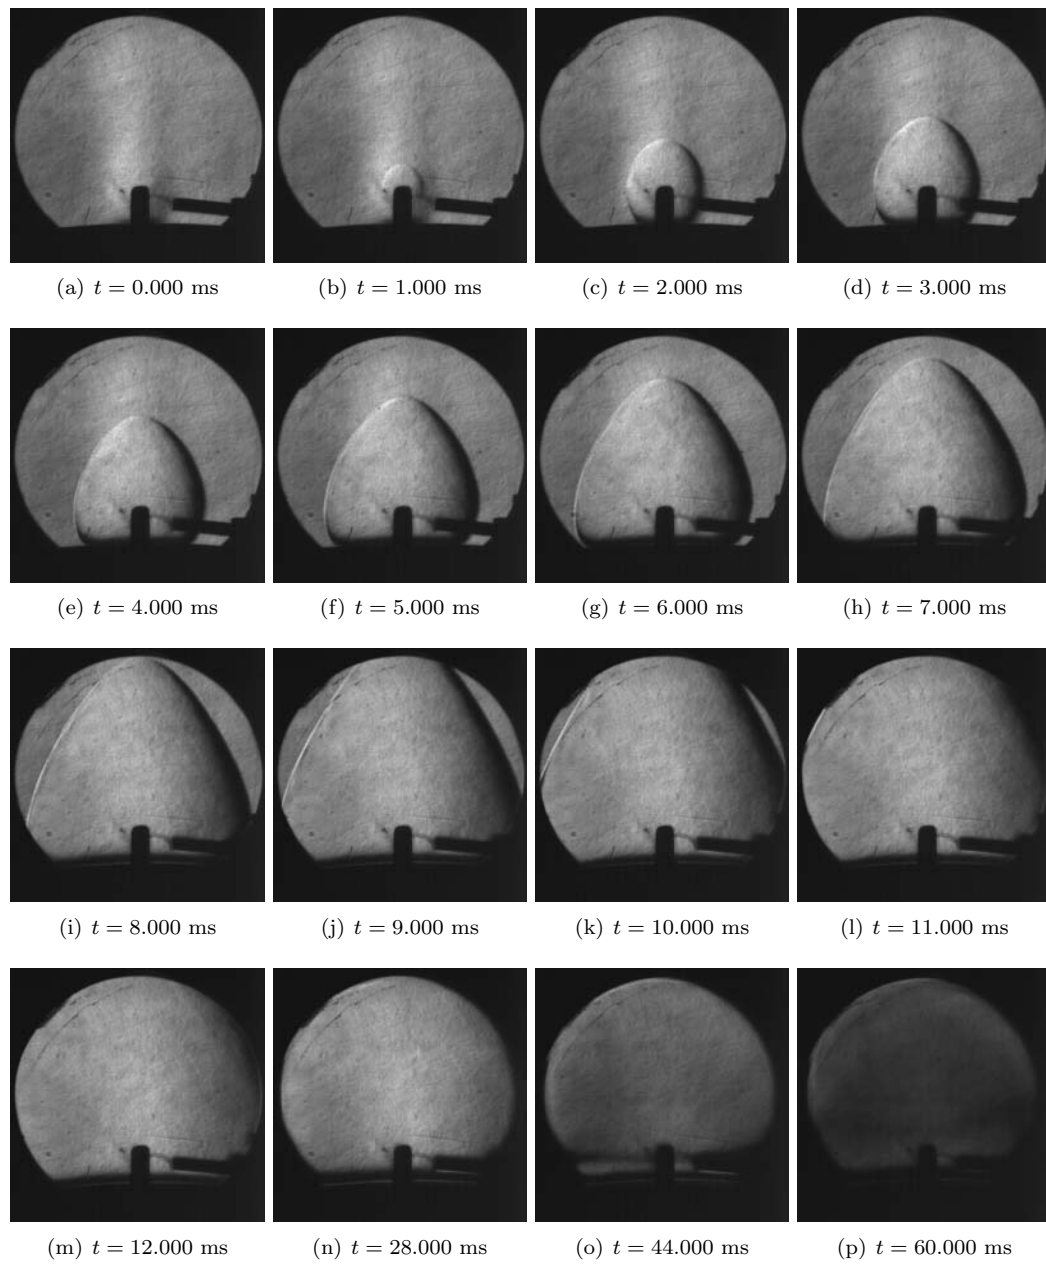 (a) t = 0.000 ms (b) t = 1.000 ms (c) t = 2.000 ms (d) t = 3.000 ms
(e) t = 4.000 ms (f) t = 5.000 ms (g) t = 6.000 ms (h) t = 7.000 ms
(i) t = 8.000 ms (j) t = 9.000 ms (k) t = 10.000 ms (l) t = 11.000 ms
(m) t = 12.000 ms (n) t = 28.000 ms (o) t = 44.000 ms (p) t = 60.000 ms